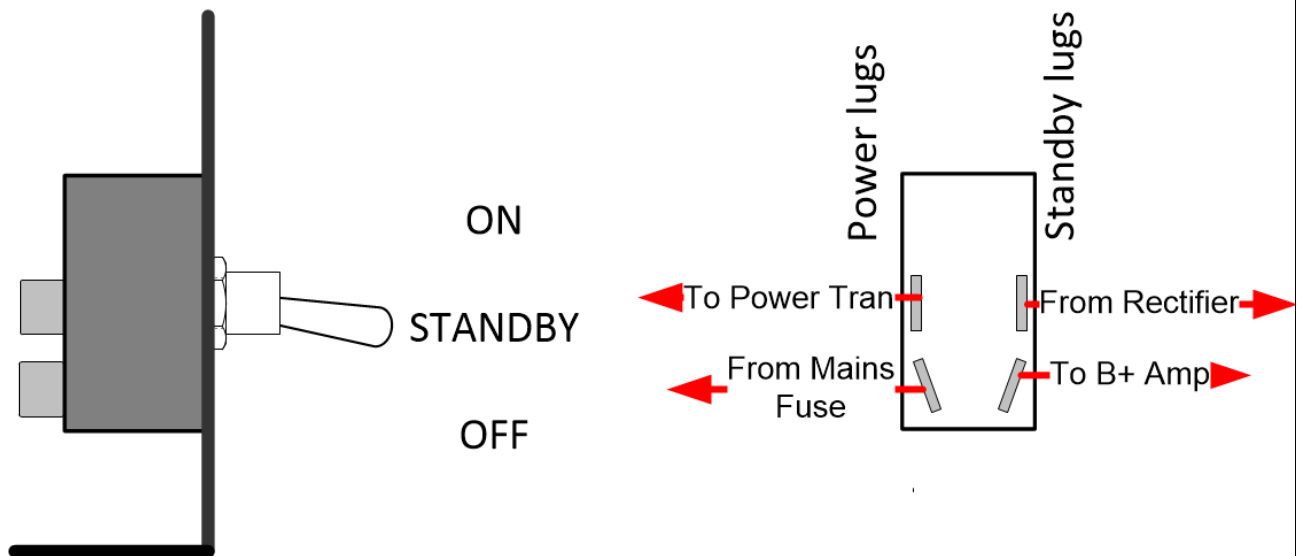 ON
STANDBY
OFF
Power lugs
Standby lugs
To Power Tran
From Rectifier
From Mains
Fuse
To B+ Amp